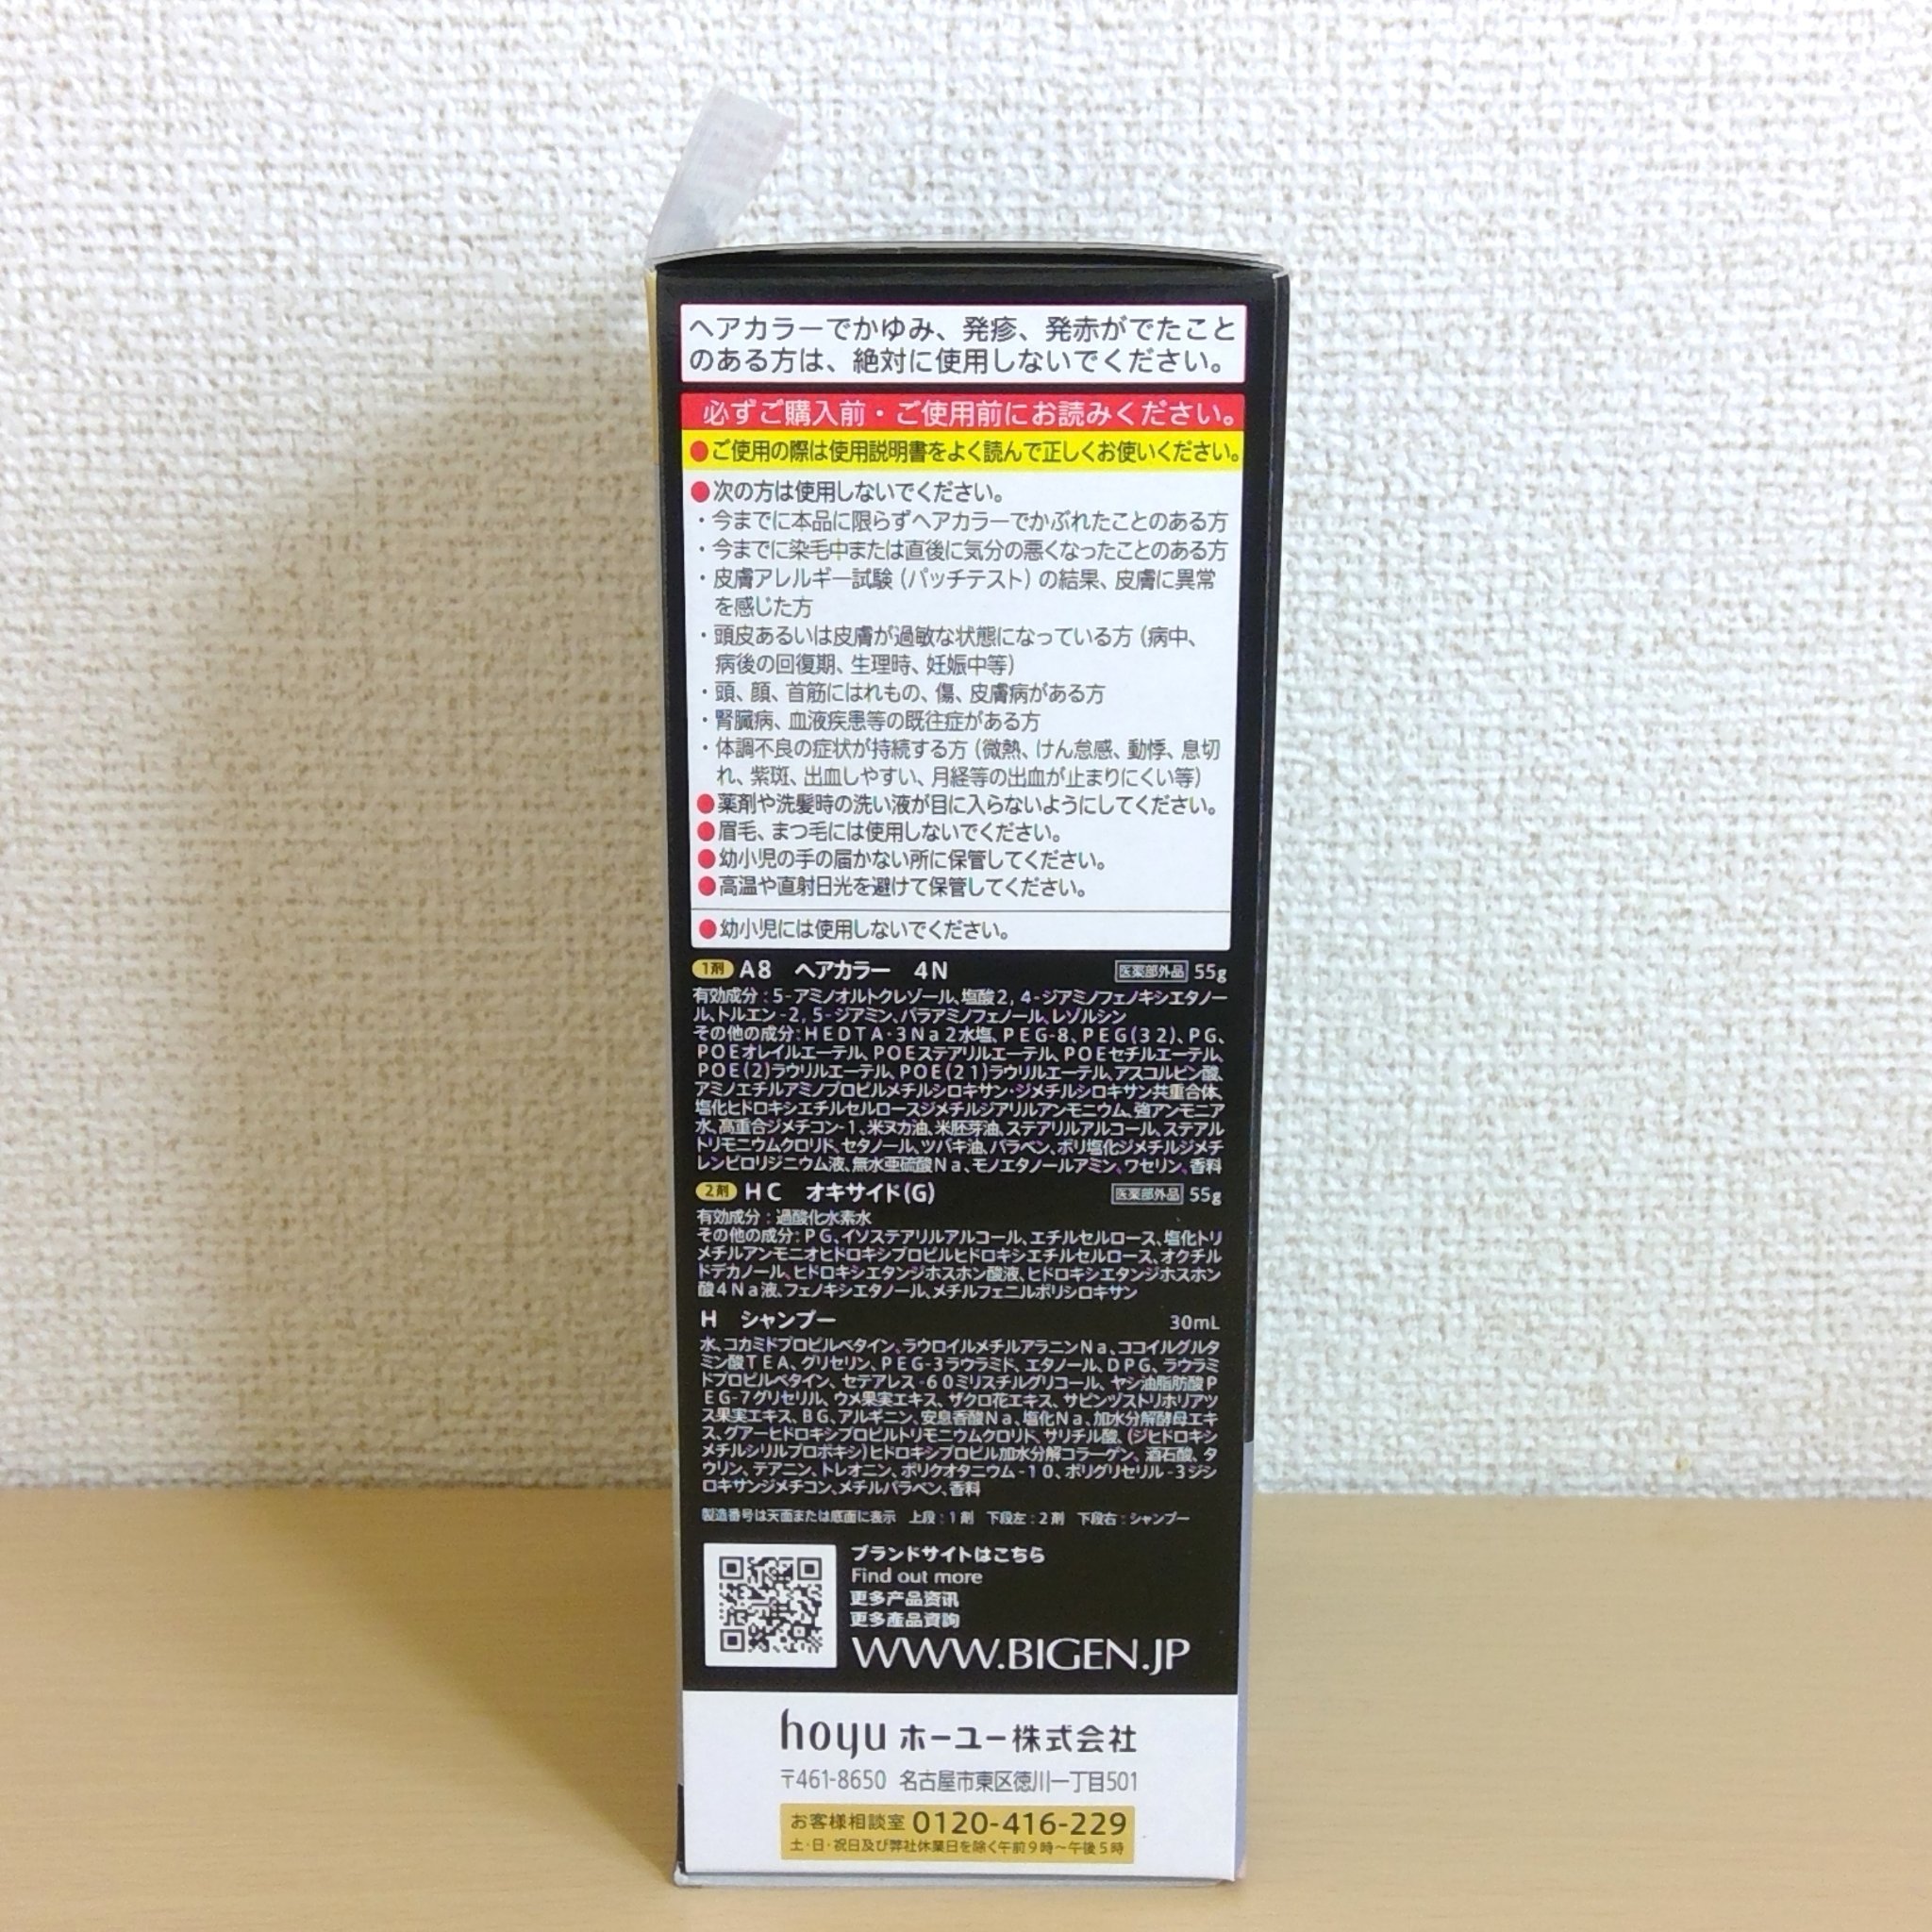 ヘアカラーでかゆみ、発疹、発赤がでたこと
のある方は、絶対に使用しないでください。
必ずご購入前・ご使用前にお読みください。
●ご使用の際は使用説明書をよく読んで正しくお使いください。
●次の方は使用しないでください。
・今までに本品に限らずヘアカラーでかぶれたことのある方
・今までに染毛中または直後に気分の悪くなったことのある方
・皮膚アレルギー試験（パッチテスト）の結果、皮膚に異常
を感じた方
・頭皮あるいは皮膚が過敏な状態になっている方（病中、
病後の回復期、生理時、妊娠中等）
・頭、顔、首筋にはれもの、傷、皮膚病がある方
・腎臓病、血液疾患等の既往症がある方
・体調不良の症状が持続する方（微熱、けん怠感、動悸、息切
れ、紫斑、出血しやすい、月経等の出血が止まりにくい等）
●薬剤や洗髪時の洗い液が目に入らないようにしてください。
●眉毛、まつ毛には使用しないでください。
●幼小児の手の届かない所に保管してください。
●高温や直射日光を避けて保管してください。
●幼小児には使用しないでください。
1剤 A8 ヘアカラー 4N 医薬部外品 55g
有効成分：5-アミノオルトクレゾール、塩酸2,4-ジアミノフェノキシエタノー
ル、トルエン-2,5-ジアミン、パラアミノフェノール、レゾルシン
その他の成分：HEDTA・3Na2水塩、PEG-8、PEG(32)、PG、
POEオレイルエーテル、POEステアリルエーテル、POEセチルエーテル、
POE(2)ラウリルエーテル、POE(21)ラウリルエーテル、アスコルビン酸、
アミノエチルアミノプロピルメチルシロキサン・ジメチルシロキサン共重合体、
塩化ヒドロキシエチルセルロースジメチルジアリルアンモニウム、強アンモニア
水、高重合ジメチコン-1、米ヌカ油、米胚芽油、ステアリルアルコール、ステアル
トリモニウムクロリド、セタノール、ツバキ油、パラベン、ポリ塩化ジメチルジメチ
レンピロリジニウム液、無水亜硫酸Na、モノエタノールアミン、ワセリン、香料
2剤 HC オキサイド(G) 医薬部外品 55g
有効成分：過酸化水素水
その他の成分：PG、イソステアリルアルコール、エチルセルロース、塩化トリ
メチルアンモニオヒドロキシプロピルヒドロキシエチルセルロース、オクチル
ドデカノール、ヒドロキシエタンジホスホン酸液、ヒドロキシエタンジホスホン
酸4Na液、フェノキシエタノール、メチルフェニルポリシロキサン
H シャンプー 30mL
水、コカミドプロピルベタイン、ラウロイルメチルアラニンNa、ココイルグルタ
ミン酸TEA、グリセリン、PEG-3ラウラミド、エタノール、DPG、ラウラミ
ドプロピルベタイン、セテアレス-60ミリスチルグリコール、ヤシ油脂肪酸P
EG-7グリセリル、ウメ果実エキス、ザクロ花エキス、サピンヅストリホリアツ
ス果実エキス、BG、アルギニン、安息香酸Na、塩化Na、加水分解酵母エキ
ス、グアーヒドロキシプロピルトリモニウムクロリド、サリチル酸、(ジヒドロキシ
メチルシリルプロポキシ)ヒドロキシプロピル加水分解コラーゲン、酒石酸、タ
ウリン、テアニン、トレオニン、ポリクオタニウム-10、ポリグリセリル-3ジシ
ロキサンジメチコン、メチルパラベン、香料
製造番号は天面または底面に表示 上段：1剤 下段左：2剤 下段右：シャンプー
ブランドサイトはこちら
Find out more
更多产品资讯
更多產品資詢
WWW.BIGEN.JP
hoyu ホーユー株式会社
〒461-8650 名古屋市東区徳川一丁目501
お客様相談室 0120-416-229
土・日・祝日及び弊社休業日を除く午前9時〜午後5時